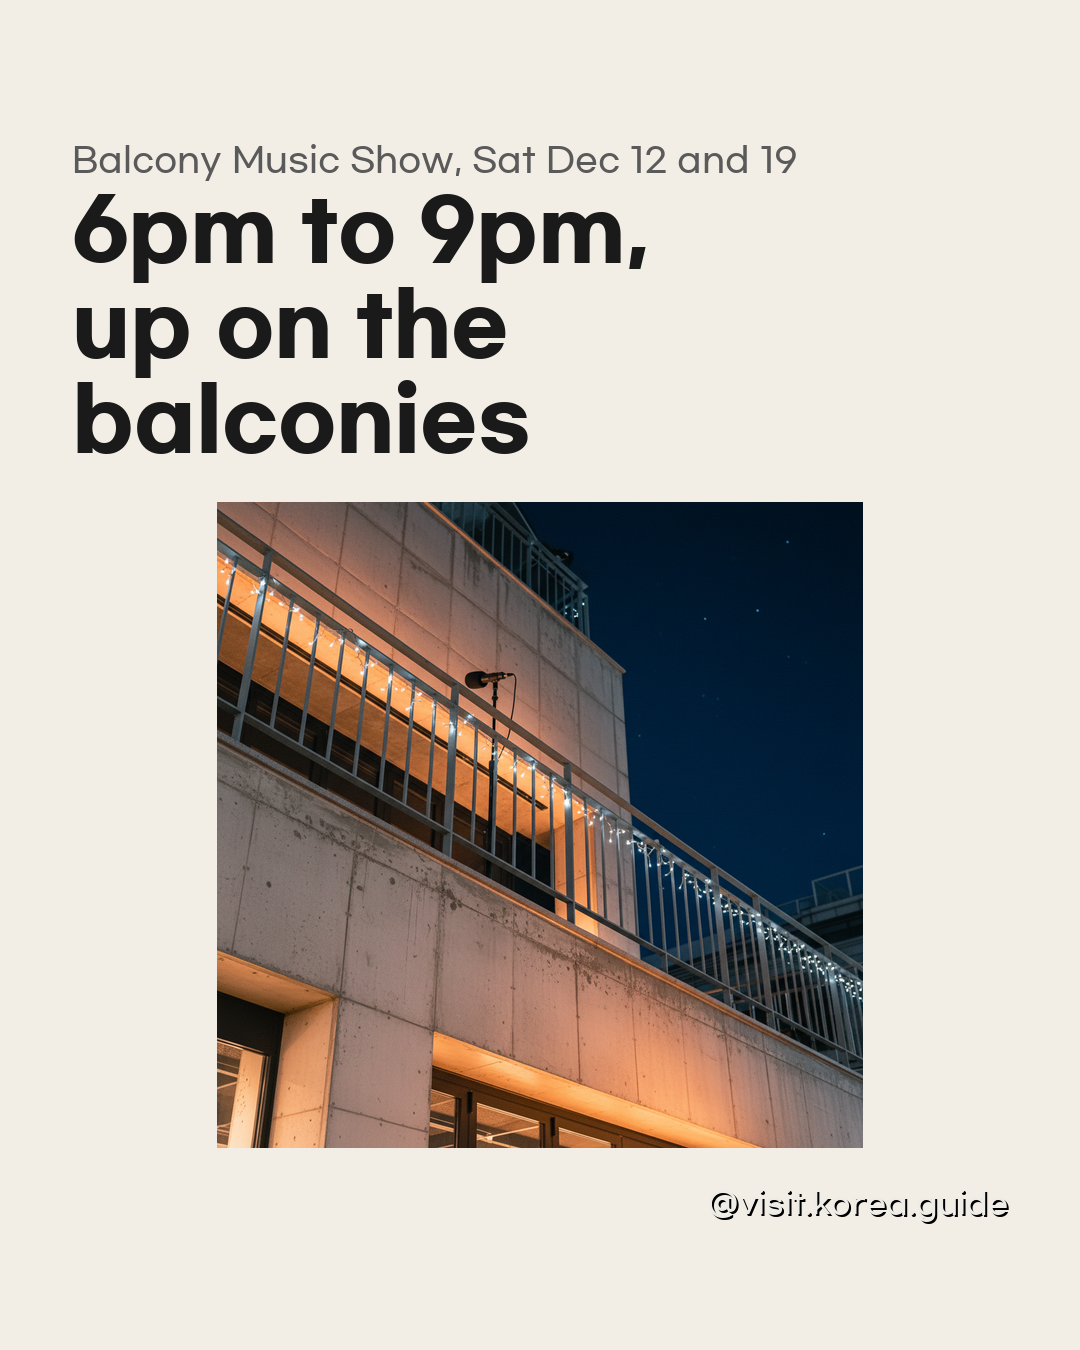 Balcony Music Show, Sat Dec 12 and 19
6pm to 9pm,
up on the
balconies
@visit.korea.guide